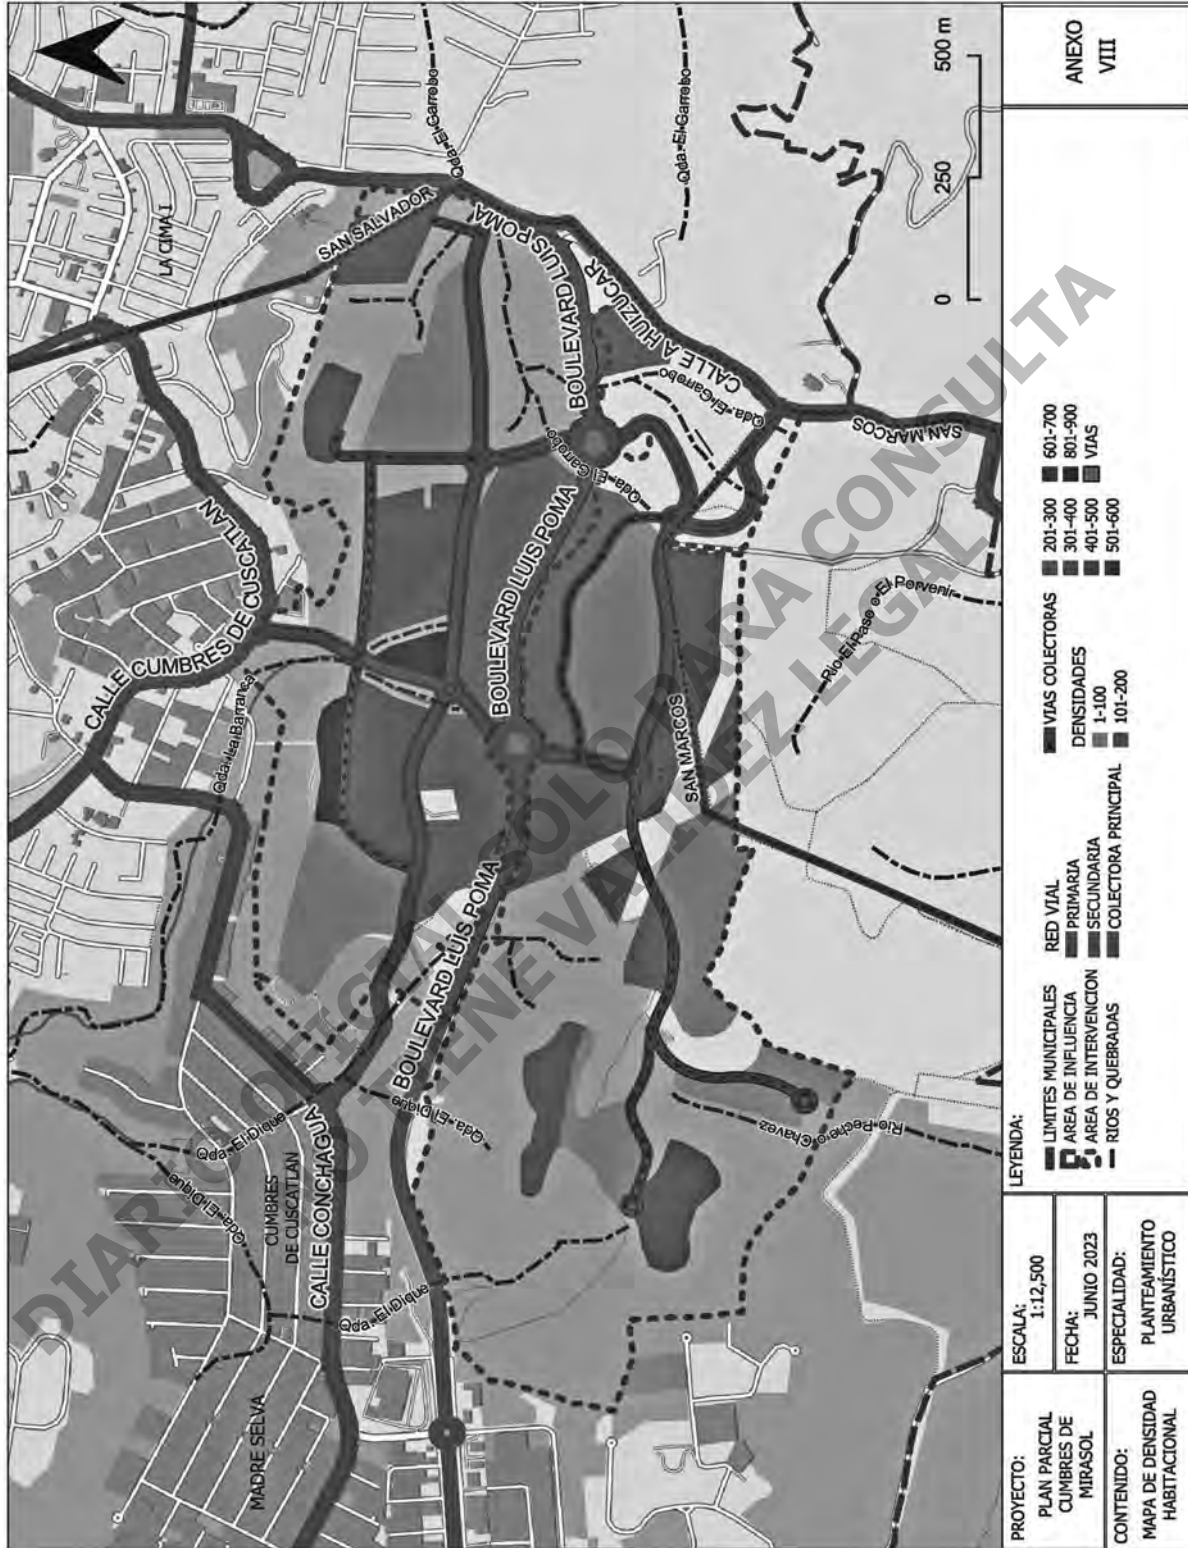 MADRE SELVA
CUMBRES
DE CUSCATLAN
CALLE CONCHAGUA
Qda. El Dique
Qda. El Dique
Qda. El Dique
Qda. El Dique
CALLE CUMBRES DE CUSCATLAN
Qda. La Barranca
LA CIMA I
SAN SALVADOR
Qda. El Garrobo
Qda. El Garrobo
BOULEVARD LUIS POMA
BOULEVARD LUIS POMA
BOULEVARD LUIS POMA
BOULEVARD LUIS POMA
CALLE A HUIZUCAR
Qda. El Garrobo
Qda. El Garrobo
SAN MARCOS
SAN MARCOS
Rio El Paso o El Porvenir
Rio Peche o Chavez
0 250 500 m
DIARIO OFICIAL SOLO PARA CONSULTA
NO TIENE VALIDEZ LEGAL
PROYECTO:
PLAN PARCIAL
CUMBRES DE
MIRASOL
CONTENIDO:
MAPA DE DENSIDAD
HABITACIONAL
ESCALA:
1:12,500
FECHA:
JUNIO 2023
ESPECIALIDAD:
PLANTEAMIENTO
URBANÍSTICO
LEYENDA:
LIMITES MUNICIPALES
AREA DE INFLUENCIA
AREA DE INTERVENCION
RIOS Y QUEBRADAS
RED VIAL
PRIMARIA
SECUNDARIA
COLECTORA PRINCIPAL
VIAS COLECTORAS
DENSIDADES
1-100
101-200
201-300
301-400
401-500
501-600
601-700
801-900
VIAS
ANEXO
VIII